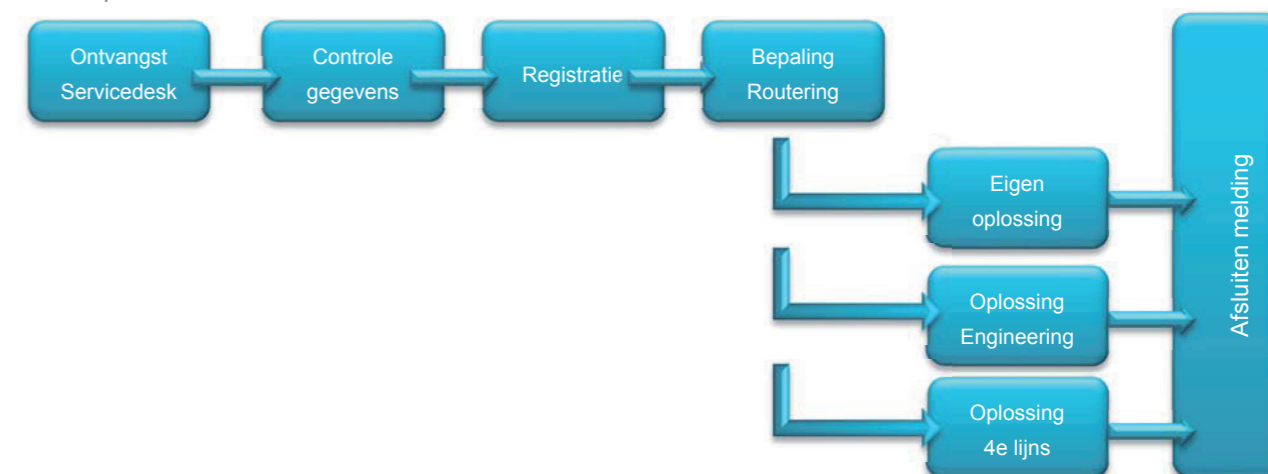 Ontvangst
Servicedesk
Controle
gegevens
Registratie
Bepaling
Routering
Eigen
oplossing
Oplossing
Engineering
Oplossing
4e lijns
Afsluiten melding